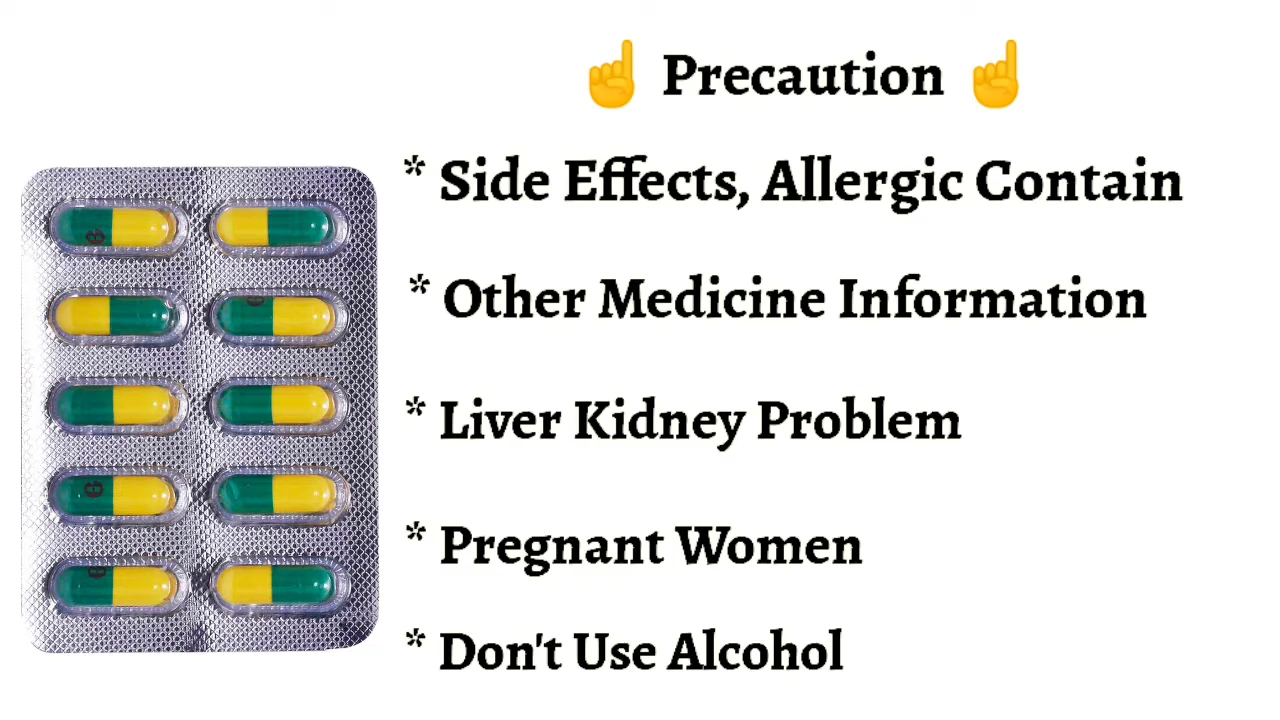 ☝ Precaution ☝
* Side Effects, Allergic Contain
* Other Medicine Information
* Liver Kidney Problem
* Pregnant Women
* Don't Use Alcohol